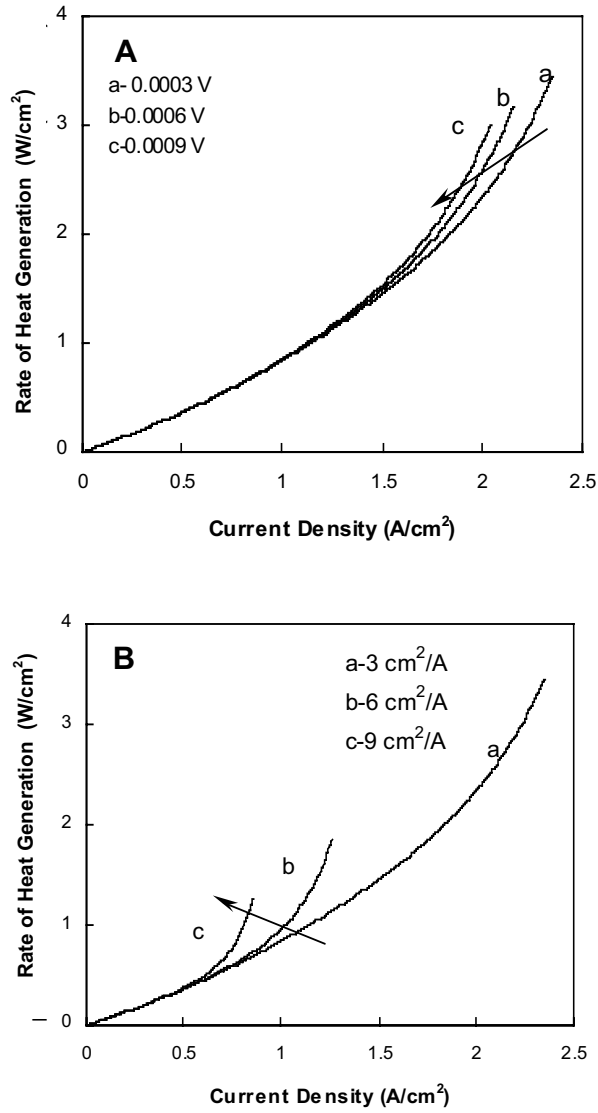 4
A
a- 0.0003 V
b-0.0006 V
c-0.0009 V
a
b
c
3
2
1
0
Rate of Heat Generation (W/cm²)
0 0.5 1 1.5 2 2.5
Current Density (A/cm²)
4
B
a-3 cm²/A
b-6 cm²/A
c-9 cm²/A
a
b
c
3
2
1
0
Rate of Heat Generation (W/cm²)
0 0.5 1 1.5 2 2.5
Current Density (A/cm²)